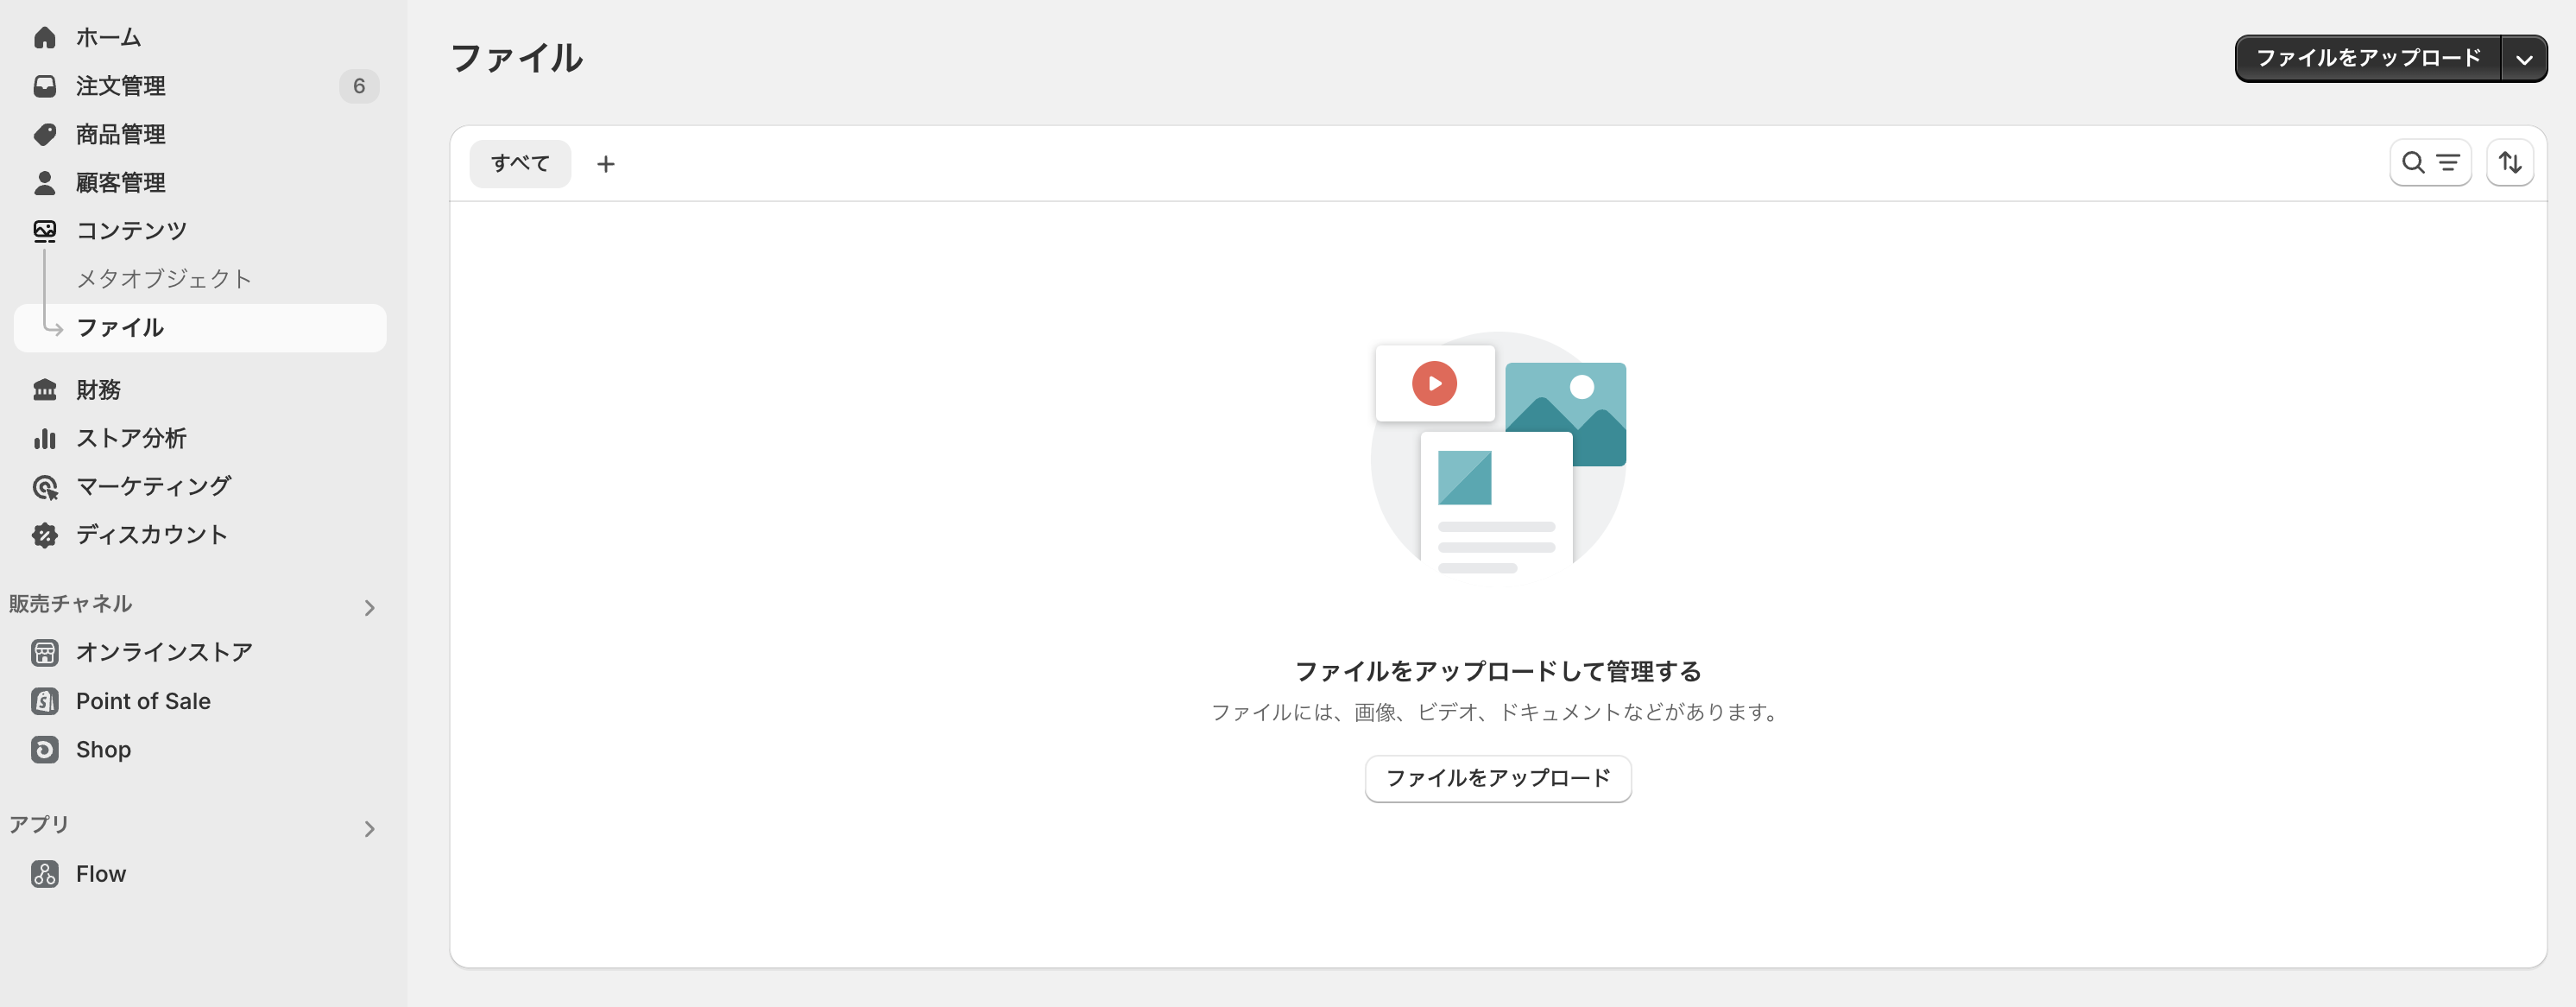 ホーム
注文管理
6
商品管理
顧客管理
コンテンツ
メタオブジェクト
ファイル
財務
ストア分析
マーケティング
ディスカウント
販売チャネル
オンラインストア
Point of Sale
Shop
アプリ
Flow
ファイル
ファイルをアップロード
すべて
ファイルをアップロードして管理する
ファイルには、画像、ビデオ、ドキュメントなどがあります。
ファイルをアップロード